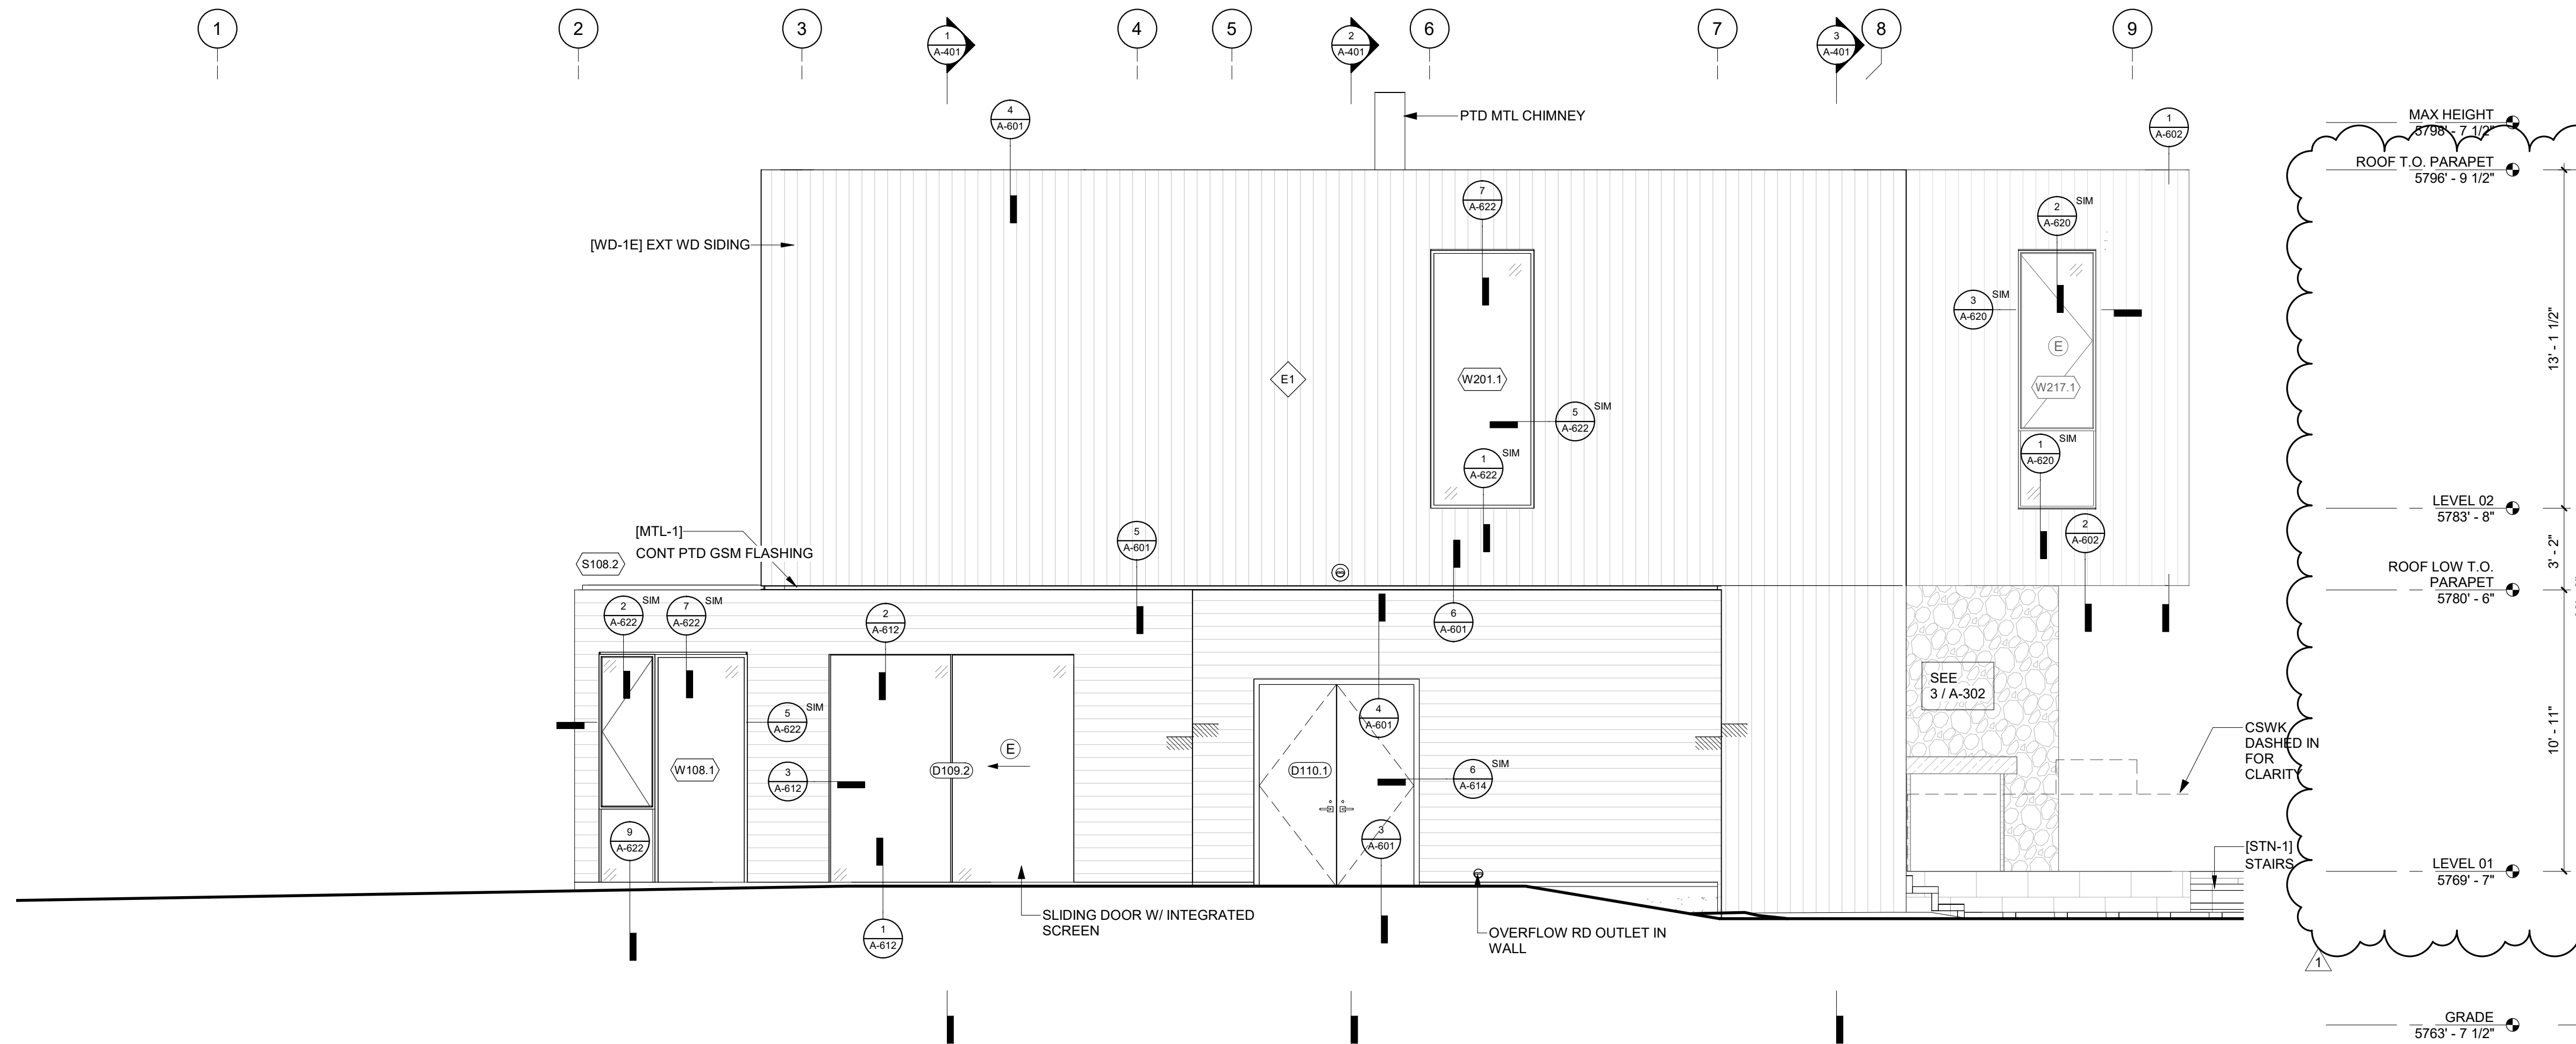 1
2
3
1
A-401
4
5
2
A-401
6
7
3
A-401
8
9
4
A-601
PTD MTL CHIMNEY
1
A-602
MAX HEIGHT
5798' - 7 1/2"
ROOF T.O. PARAPET
5796' - 9 1/2"
7
A-622
2
A-620
SIM
[WD-1E] EXT WD SIDING
3
A-620
SIM
E
13' - 1 1/2"
E1
W201.1
W217.1
5
A-622
SIM
1
A-622
SIM
1
A-620
SIM
LEVEL 02
5783' - 8"
[MTL-1]
CONT PTD GSM FLASHING
5
A-601
2
A-602
3' - 2"
S108.2
ROOF LOW T.O.
PARAPET
5780' - 6"
2
A-622
SIM
7
A-622
SIM
2
A-612
6
A-601
SEE
3 / A-302
5
A-622
SIM
4
A-601
CSWK
DASHED IN
FOR
CLARITY
10' - 11"
E
W108.1
3
A-612
D109.2
D110.1
6
A-614
SIM
9
A-622
3
A-601
[STN-1]
STAIRS
LEVEL 01
5769' - 7"
SLIDING DOOR W/ INTEGRATED
SCREEN
1
A-612
OVERFLOW RD OUTLET IN
WALL
1
GRADE
5763' - 7 1/2"